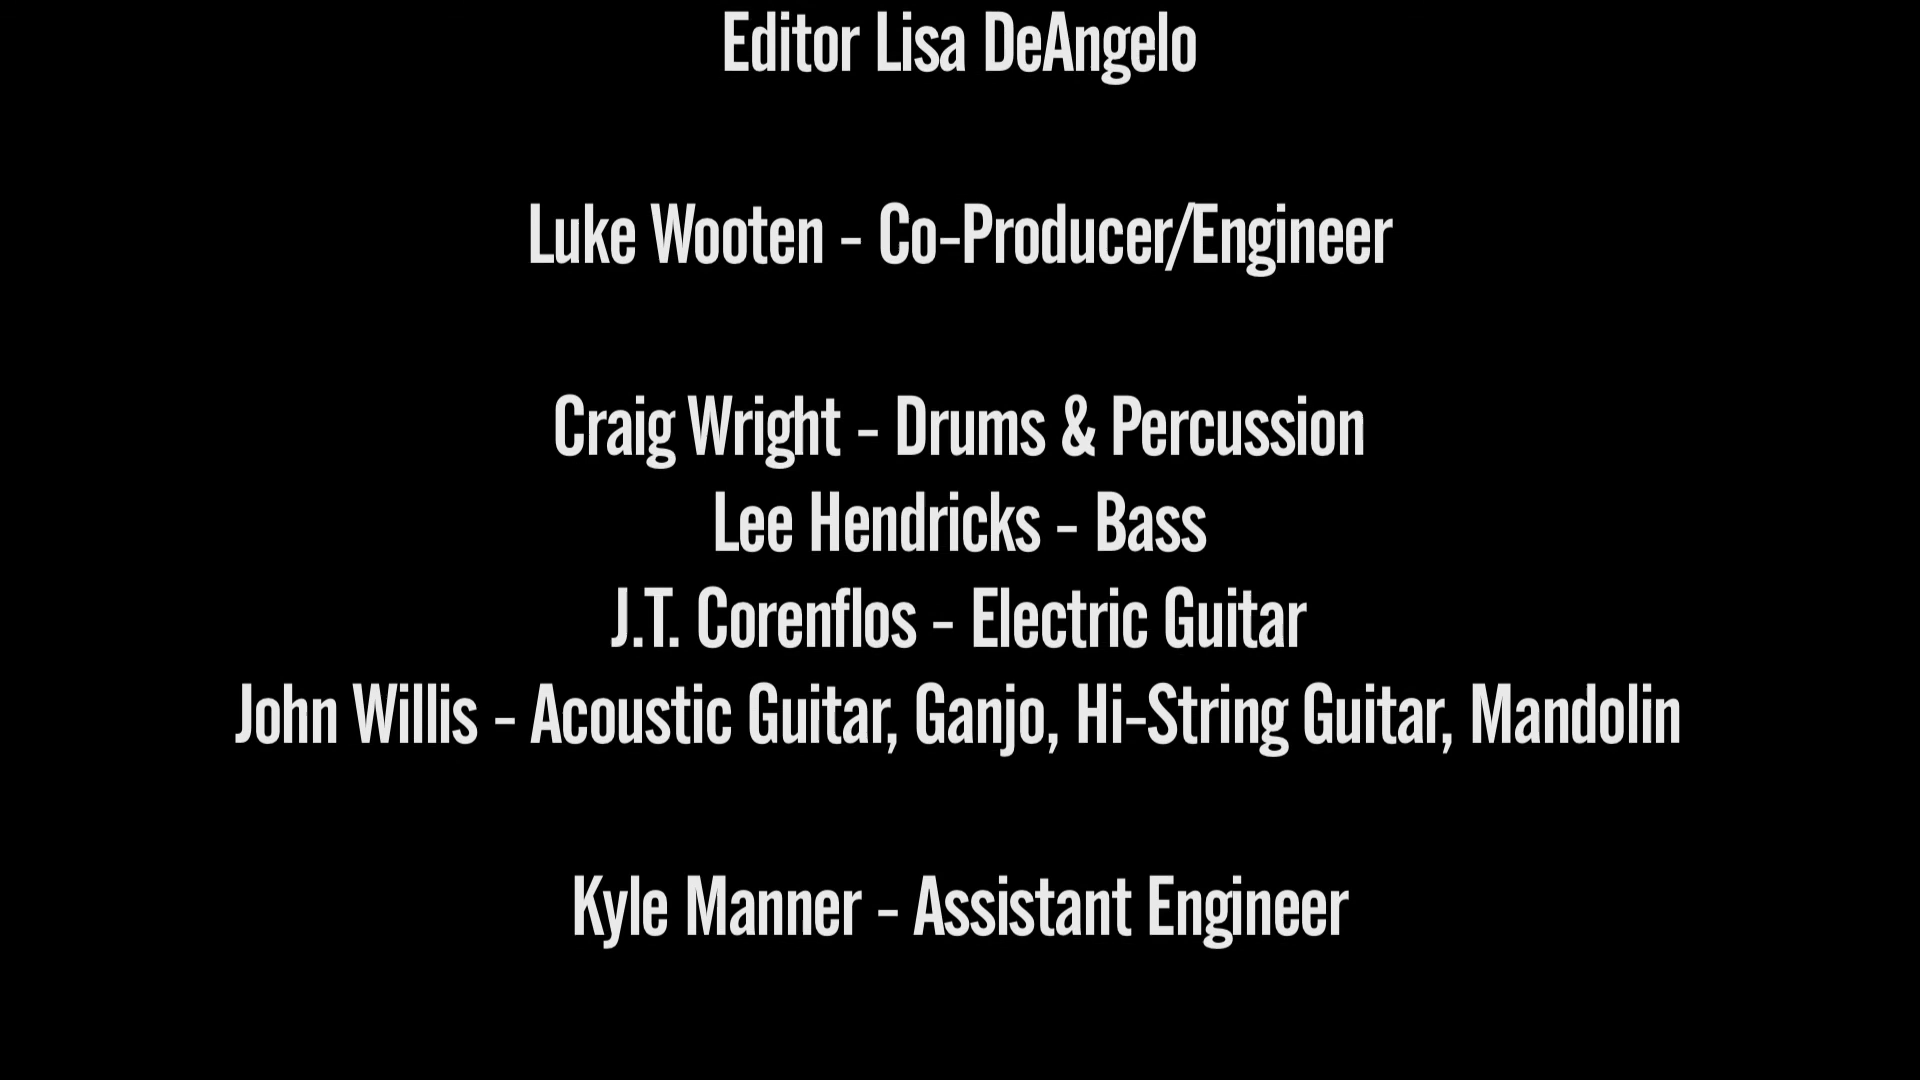 Editor Lisa DeAngelo
Luke Wooten - Co-Producer/Engineer
Craig Wright - Drums & Percussion
Lee Hendricks - Bass
J.T. Corenflos - Electric Guitar
John Willis - Acoustic Guitar, Ganjo, Hi-String Guitar, Mandolin
Kyle Manner - Assistant Engineer